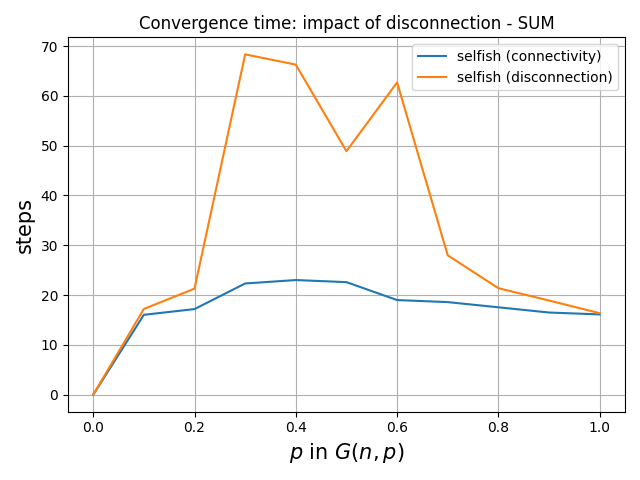 Convergence time: impact of disconnection - SUM
selfish (connectivity)
selfish (disconnection)
70
60
50
40
30
20
10
0
steps
0.0 0.2 0.4 0.6 0.8 1.0
p in G(n, p)